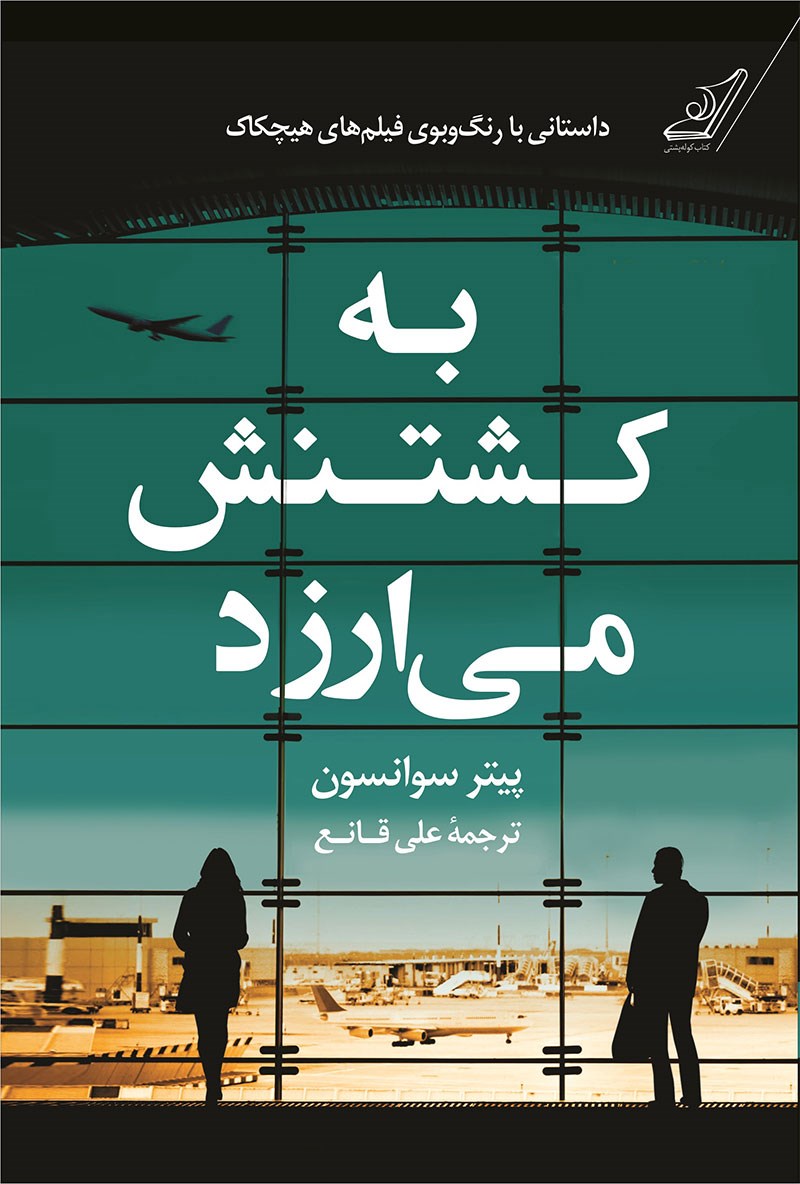 داستانی با رنگ‌وبوی فیلم‌های هیچکاک
کتاب کوله‌پشتی
به
کشتنش
می‌ارزد
پیتر سوانسون
ترجمهٔ علی قانع